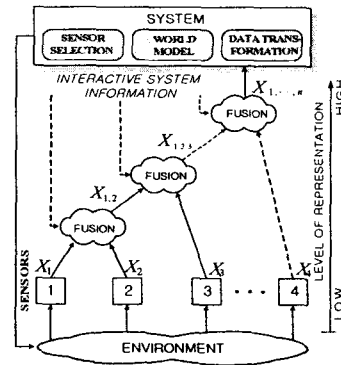 SYSTEM
SENSOR SELECTION
WORLD MODEL
DATA TRANS-FORMATION
INTERACTIVE SYSTEM INFORMATION
X1,...,n
FUSION
X1,2,3
FUSION
X1,2
FUSION
X1
X2
X3
X4
1
2
3
...
4
SENSORS
ENVIRONMENT
HIGH
LEVEL OF REPRESENTATION
LOW